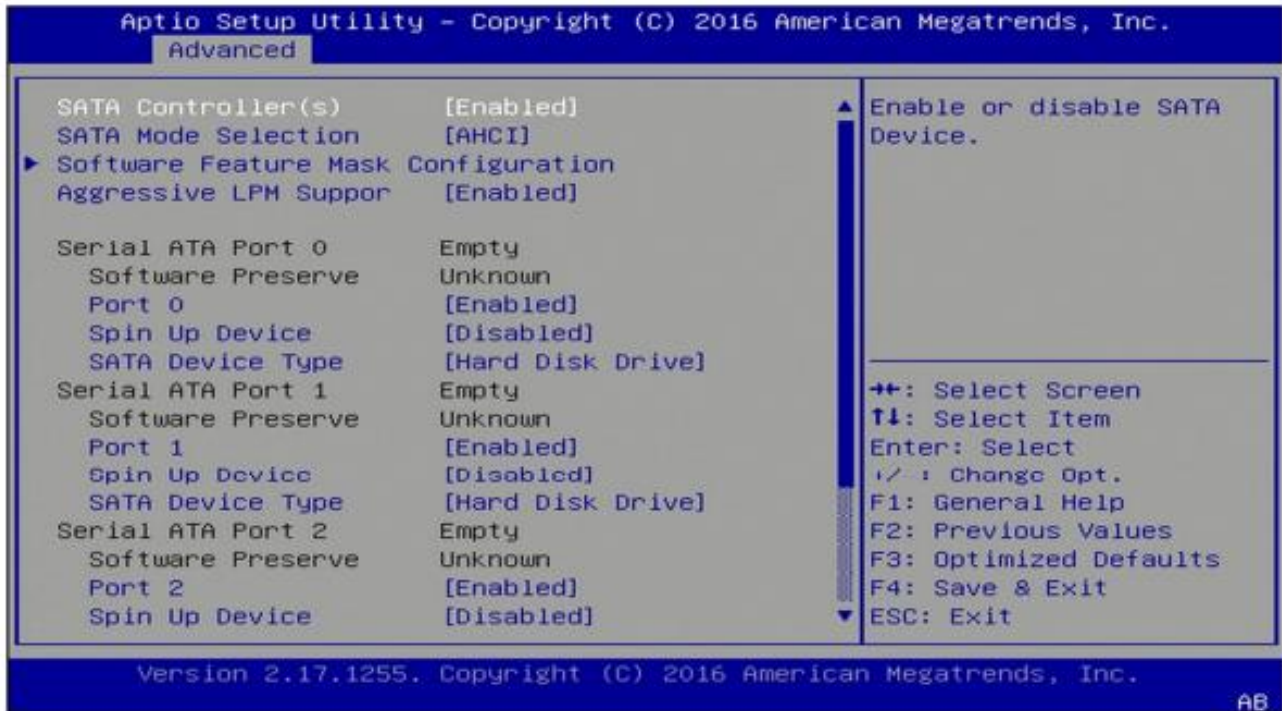 Aptio Setup Utility – Copyright (C) 2016 American Megatrends, Inc.
Advanced
SATA Controller(s) [Enabled]
SATA Mode Selection [AHCI]
► Software Feature Mask Configuration
Aggressive LPM Suppor [Enabled]
Serial ATA Port 0 Empty
Software Preserve Unknown
Port 0 [Enabled]
Spin Up Device [Disabled]
SATA Device Type [Hard Disk Drive]
Serial ATA Port 1 Empty
Software Preserve Unknown
Port 1 [Enabled]
Spin Up Device [Disabled]
SATA Device Type [Hard Disk Drive]
Serial ATA Port 2 Empty
Software Preserve Unknown
Port 2 [Enabled]
Spin Up Device [Disabled]
Enable or disable SATA
Device.
→←: Select Screen
↑↓: Select Item
Enter: Select
+/-: Change Opt.
F1: General Help
F2: Previous Values
F3: Optimized Defaults
F4: Save & Exit
ESC: Exit
Version 2.17.1255. Copyright (C) 2016 American Megatrends, Inc.
AB